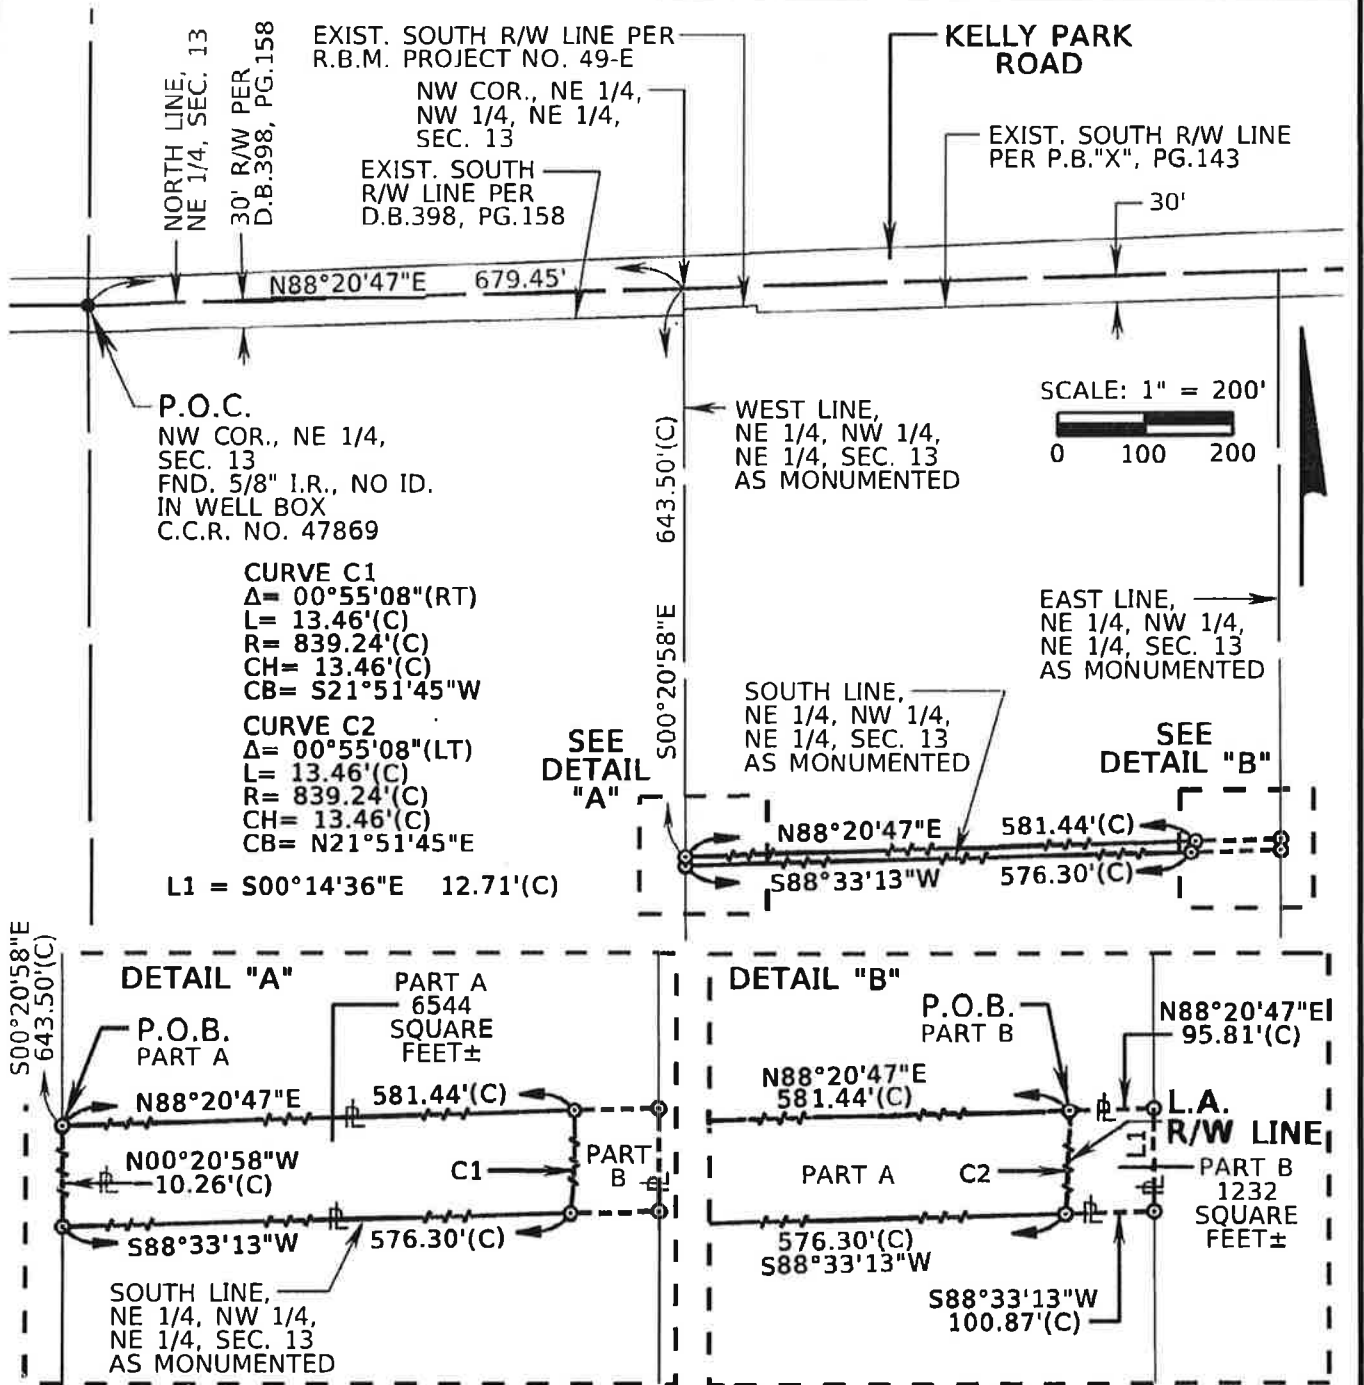 NORTH LINE,
NE 1/4, SEC. 13
30' R/W PER
D.B.398, PG.158
EXIST. SOUTH R/W LINE PER
R.B.M. PROJECT NO. 49-E
NW COR., NE 1/4,
NW 1/4, NE 1/4,
SEC. 13
EXIST. SOUTH
R/W LINE PER
D.B.398, PG.158
KELLY PARK
ROAD
EXIST. SOUTH R/W LINE
PER P.B."X", PG.143
30'
N88°20'47"E 679.45'
P.O.C.
NW COR., NE 1/4,
SEC. 13
FND. 5/8" I.R., NO ID.
IN WELL BOX
C.C.R. NO. 47869
S00°20'58"E 643.50'(C)
WEST LINE,
NE 1/4, NW 1/4,
NE 1/4, SEC. 13
AS MONUMENTED
SCALE: 1" = 200'
0 100 200
CURVE C1
Δ= 00°55'08"(RT)
L= 13.46'(C)
R= 839.24'(C)
CH= 13.46'(C)
CB= S21°51'45"W
CURVE C2
Δ= 00°55'08"(LT)
L= 13.46'(C)
R= 839.24'(C)
CH= 13.46'(C)
CB= N21°51'45"E
L1 = S00°14'36"E 12.71'(C)
EAST LINE,
NE 1/4, NW 1/4,
NE 1/4, SEC. 13
AS MONUMENTED
SOUTH LINE,
NE 1/4, NW 1/4,
NE 1/4, SEC. 13
AS MONUMENTED
SEE
DETAIL
"A"
SEE
DETAIL "B"
N88°20'47"E 581.44'(C)
S88°33'13"W 576.30'(C)
S00°20'58"E
643.50'(C)
DETAIL "A"
P.O.B.
PART A
PART A
6544
SQUARE
FEET±
N88°20'47"E 581.44'(C)
N00°20'58"W
10.26'(C)
C1
PART
B
S88°33'13"W 576.30'(C)
SOUTH LINE,
NE 1/4, NW 1/4,
NE 1/4, SEC. 13
AS MONUMENTED
DETAIL "B"
P.O.B.
PART B
N88°20'47"E
95.81'(C)
N88°20'47"E
581.44'(C)
L.A.
R/W LINE
PART A
C2
L1
PART B
1232
SQUARE
FEET±
576.30'(C)
S88°33'13"W
S88°33'13"W
100.87'(C)